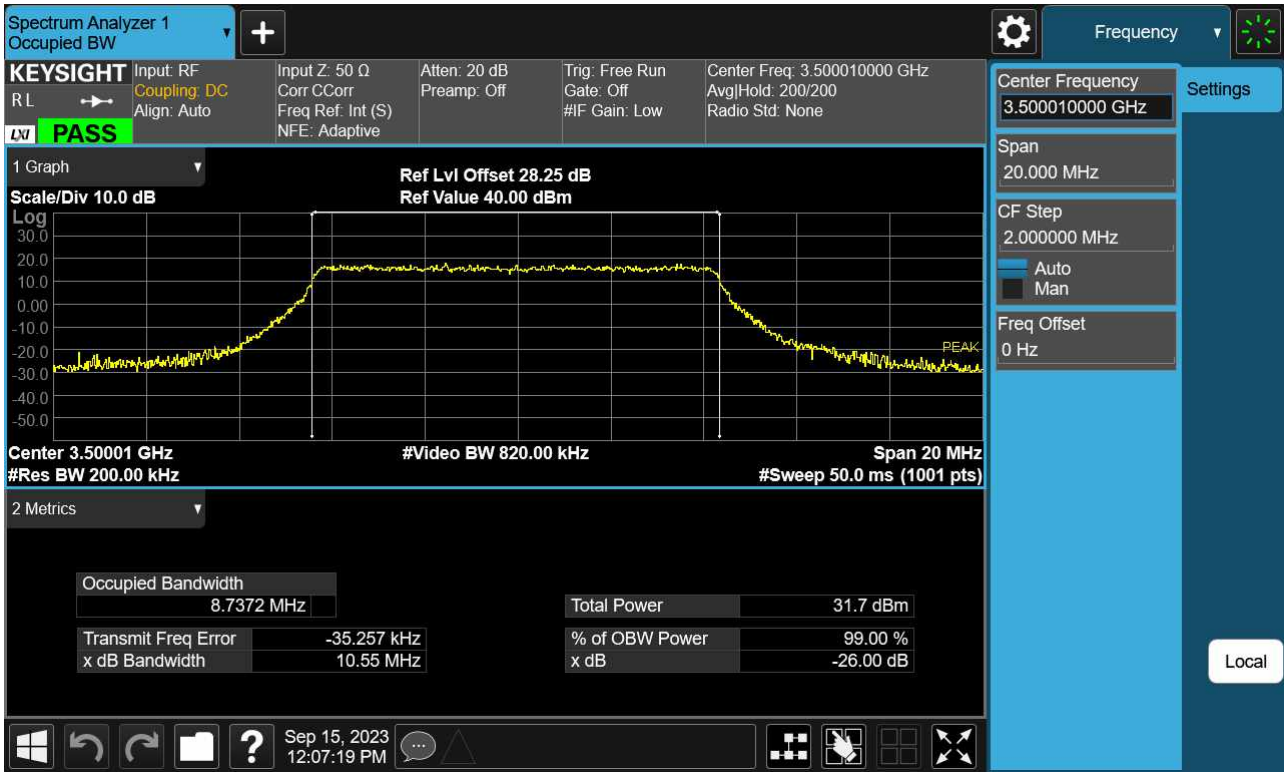 Spectrum Analyzer 1
Occupied BW
Frequency
KEYSIGHT
RL
LXI PASS
Input: RF
Coupling: DC
Align: Auto
Input Z: 50 Ω
Corr CCorr
Freq Ref: Int (S)
NFE: Adaptive
Atten: 20 dB
Preamp: Off
Trig: Free Run
Gate: Off
#IF Gain: Low
Center Freq: 3.500010000 GHz
Avg|Hold: 200/200
Radio Std: None
Center Frequency
3.500010000 GHz
Settings
Span
20.000 MHz
CF Step
2.000000 MHz
Auto
Man
Freq Offset
0 Hz
Local
1 Graph
Scale/Div 10.0 dB
Ref Lvl Offset 28.25 dB
Ref Value 40.00 dBm
Log
30.0
20.0
10.0
0.00
-10.0
-20.0
-30.0
-40.0
-50.0
PEAK
Center 3.50001 GHz
#Video BW 820.00 kHz
Span 20 MHz
#Res BW 200.00 kHz
#Sweep 50.0 ms (1001 pts)
2 Metrics
Occupied Bandwidth
8.7372 MHz
Total Power 31.7 dBm
Transmit Freq Error -35.257 kHz
% of OBW Power 99.00 %
x dB Bandwidth 10.55 MHz
x dB -26.00 dB
?
Sep 15, 2023
12:07:19 PM